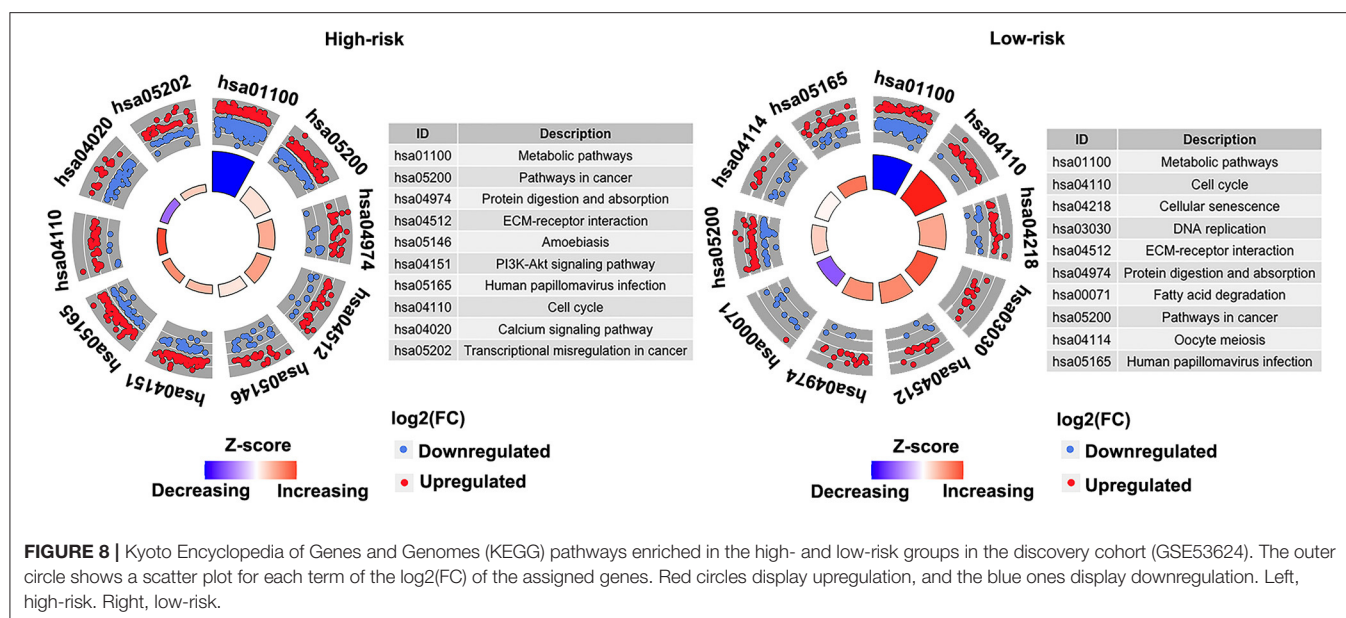 High-risk
hsa01100
hsa05200
hsa04974
hsa04512
hsa05146
hsa04151
hsa05165
hsa04110
hsa04020
hsa05202
ID Description
hsa01100 Metabolic pathways
hsa05200 Pathways in cancer
hsa04974 Protein digestion and absorption
hsa04512 ECM-receptor interaction
hsa05146 Amoebiasis
hsa04151 PI3K-Akt signaling pathway
hsa05165 Human papillomavirus infection
hsa04110 Cell cycle
hsa04020 Calcium signaling pathway
hsa05202 Transcriptional misregulation in cancer
Z-score
Decreasing Increasing
log2(FC)
Downregulated
Upregulated
Low-risk
hsa01100
hsa04110
hsa04218
hsa03030
hsa04512
hsa04974
hsa00071
hsa05200
hsa04114
hsa05165
ID Description
hsa01100 Metabolic pathways
hsa04110 Cell cycle
hsa04218 Cellular senescence
hsa03030 DNA replication
hsa04512 ECM-receptor interaction
hsa04974 Protein digestion and absorption
hsa00071 Fatty acid degradation
hsa05200 Pathways in cancer
hsa04114 Oocyte meiosis
hsa05165 Human papillomavirus infection
Z-score
Decreasing Increasing
log2(FC)
Downregulated
Upregulated
FIGURE 8 | Kyoto Encyclopedia of Genes and Genomes (KEGG) pathways enriched in the high- and low-risk groups in the discovery cohort (GSE53624). The outer
circle shows a scatter plot for each term of the log2(FC) of the assigned genes. Red circles display upregulation, and the blue ones display downregulation. Left,
high-risk. Right, low-risk.